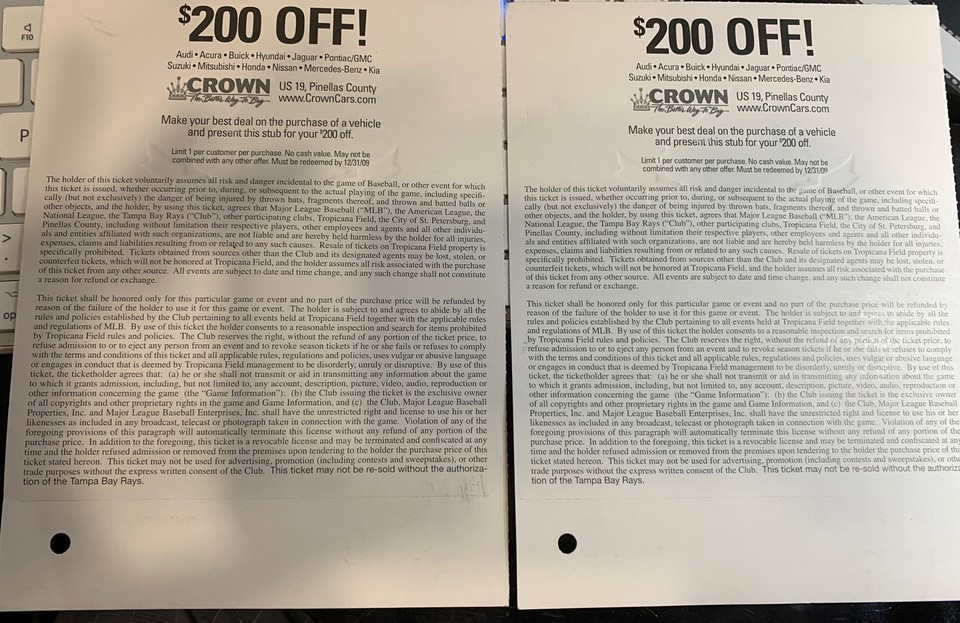 F10
P
>
.
op
$200 OFF!
Audi • Acura • Buick • Hyundai • Jaguar • Pontiac/GMC
Suzuki • Mitsubishi • Honda • Nissan • Mercedes-Benz • Kia
CROWN
The Better Way To Buy
US 19, Pinellas County
www.CrownCars.com
Make your best deal on the purchase of a vehicle
and present this stub for your $200 off.
Limit 1 per customer per purchase. No cash value. May not be
combined with any other offer. Must be redeemed by 12/31/09
The holder of this ticket voluntarily assumes all risk and danger incidental to the game of Baseball, or other event for which
this ticket is issued, whether occurring prior to, during, or subsequent to the actual playing of the game, including specifi-
cally (but not exclusively) the danger of being injured by thrown bats, fragments thereof, and thrown and batted balls or
other objects, and the holder, by using this ticket, agrees that Major League Baseball ("MLB"), the American League, the
National League, the Tampa Bay Rays ("Club"), other participating clubs, Tropicana Field, the City of St. Petersburg, and
Pinellas County, including without limitation their respective players, other employees and agents and all other individu-
als and entities affiliated with such organizations, are not liable and are hereby held harmless by the holder for all injuries,
expenses, claims and liabilities resulting from or related to any such causes. Resale of tickets on Tropicana Field property is
specifically prohibited. Tickets obtained from sources other than the Club and its designated agents may be lost, stolen, or
counterfeit tickets, which will not be honored at Tropicana Field, and the holder assumes all risk associated with the purchase
of this ticket from any other source. All events are subject to date and time change, and any such change shall not constitute
a reason for refund or exchange.
This ticket shall be honored only for this particular game or event and no part of the purchase price will be refunded by
reason of the failure of the holder to use it for this game or event. The holder is subject to and agrees to abide by all the
rules and policies established by the Club pertaining to all events held at Tropicana Field together with the applicable rules
and regulations of MLB. By use of this ticket the holder consents to a reasonable inspection and search for items prohibited
by Tropicana Field rules and policies. The Club reserves the right, without the refund of any portion of the ticket price, to
refuse admission to or to eject any person from an event and to revoke season tickets if he or she fails or refuses to comply
with the terms and conditions of this ticket and all applicable rules, regulations and policies, uses vulgar or abusive language
or engages in conduct that is deemed by Tropicana Field management to be disorderly, unruly or disruptive. By use of this
ticket, the ticketholder agrees that: (a) he or she shall not transmit or aid in transmitting any information about the game
to which it grants admission, including, but not limited to, any account, description, picture, video, audio, reproduction or
other information concerning the game (the "Game Information"): (b) the Club issuing the ticket is the exclusive owner
of all copyrights and other proprietary rights in the game and Game Information, and (c) the Club, Major League Baseball
Properties, Inc. and Major League Baseball Enterprises, Inc. shall have the unrestricted right and license to use his or her
likenesses as included in any broadcast, telecast or photograph taken in connection with the game. Violation of any of the
foregoing provisions of this paragraph will automatically terminate this license without any refund of any portion of the
purchase price. In addition to the foregoing, this ticket is a revocable license and may be terminated and confiscated at any
time and the holder refused admission or removed from the premises upon tendering to the holder the purchase price of this
ticket stated hereon. This ticket may not be used for advertising, promotion (including contests and sweepstakes), or other
trade purposes without the express written consent of the Club. This ticket may not be re-sold without the authoriza-
tion of the Tampa Bay Rays.
$200 OFF!
Audi • Acura • Buick • Hyundai • Jaguar • Pontiac/GMC
Suzuki • Mitsubishi • Honda • Nissan • Mercedes-Benz • Kia
CROWN
The Better Way To Buy
US 19, Pinellas County
www.CrownCars.com
Make your best deal on the purchase of a vehicle
and present this stub for your $200 off.
Limit 1 per customer per purchase. No cash value. May not be
combined with any other offer. Must be redeemed by 12/31/09
The holder of this ticket voluntarily assumes all risk and danger incidental to the game of Baseball, or other event for which
this ticket is issued, whether occurring prior to, during, or subsequent to the actual playing of the game, including specifi-
cally (but not exclusively) the danger of being injured by thrown bats, fragments thereof, and thrown and batted balls or
other objects, and the holder, by using this ticket, agrees that Major League Baseball ("MLB"), the American League, the
National League, the Tampa Bay Rays ("Club"), other participating clubs, Tropicana Field, the City of St. Petersburg, and
Pinellas County, including without limitation their respective players, other employees and agents and all other individu-
als and entities affiliated with such organizations, are not liable and are hereby held harmless by the holder for all injuries,
expenses, claims and liabilities resulting from or related to any such causes. Resale of tickets on Tropicana Field property is
specifically prohibited. Tickets obtained from sources other than the Club and its designated agents may be lost, stolen, or
counterfeit tickets, which will not be honored at Tropicana Field, and the holder assumes all risk associated with the purchase
of this ticket from any other source. All events are subject to date and time change, and any such change shall not constitute
a reason for refund or exchange.
This ticket shall be honored only for this particular game or event and no part of the purchase price will be refunded by
reason of the failure of the holder to use it for this game or event. The holder is subject to and agrees to abide by all the
rules and policies established by the Club pertaining to all events held at Tropicana Field together with the applicable rules
and regulations of MLB. By use of this ticket the holder consents to a reasonable inspection and search for items prohibited
by Tropicana Field rules and policies. The Club reserves the right, without the refund of any portion of the ticket price, to
refuse admission to or to eject any person from an event and to revoke season tickets if he or she fails or refuses to comply
with the terms and conditions of this ticket and all applicable rules, regulations and policies, uses vulgar or abusive language
or engages in conduct that is deemed by Tropicana Field management to be disorderly, unruly or disruptive. By use of this
ticket, the ticketholder agrees that: (a) he or she shall not transmit or aid in transmitting any information about the game
to which it grants admission, including, but not limited to, any account, description, picture, video, audio, reproduction or
other information concerning the game (the "Game Information"): (b) the Club issuing the ticket is the exclusive owner
of all copyrights and other proprietary rights in the game and Game Information, and (c) the Club, Major League Baseball
Properties, Inc. and Major League Baseball Enterprises, Inc. shall have the unrestricted right and license to use his or her
likenesses as included in any broadcast, telecast or photograph taken in connection with the game. Violation of any of the
foregoing provisions of this paragraph will automatically terminate this license without any refund of any portion of the
purchase price. In addition to the foregoing, this ticket is a revocable license and may be terminated and confiscated at any
time and the holder refused admission or removed from the premises upon tendering to the holder the purchase price of this
ticket stated hereon. This ticket may not be used for advertising, promotion (including contests and sweepstakes), or othe
trade purposes without the express written consent of the Club. This ticket may not be re-sold without the authoriza
tion of the Tampa Bay Rays.